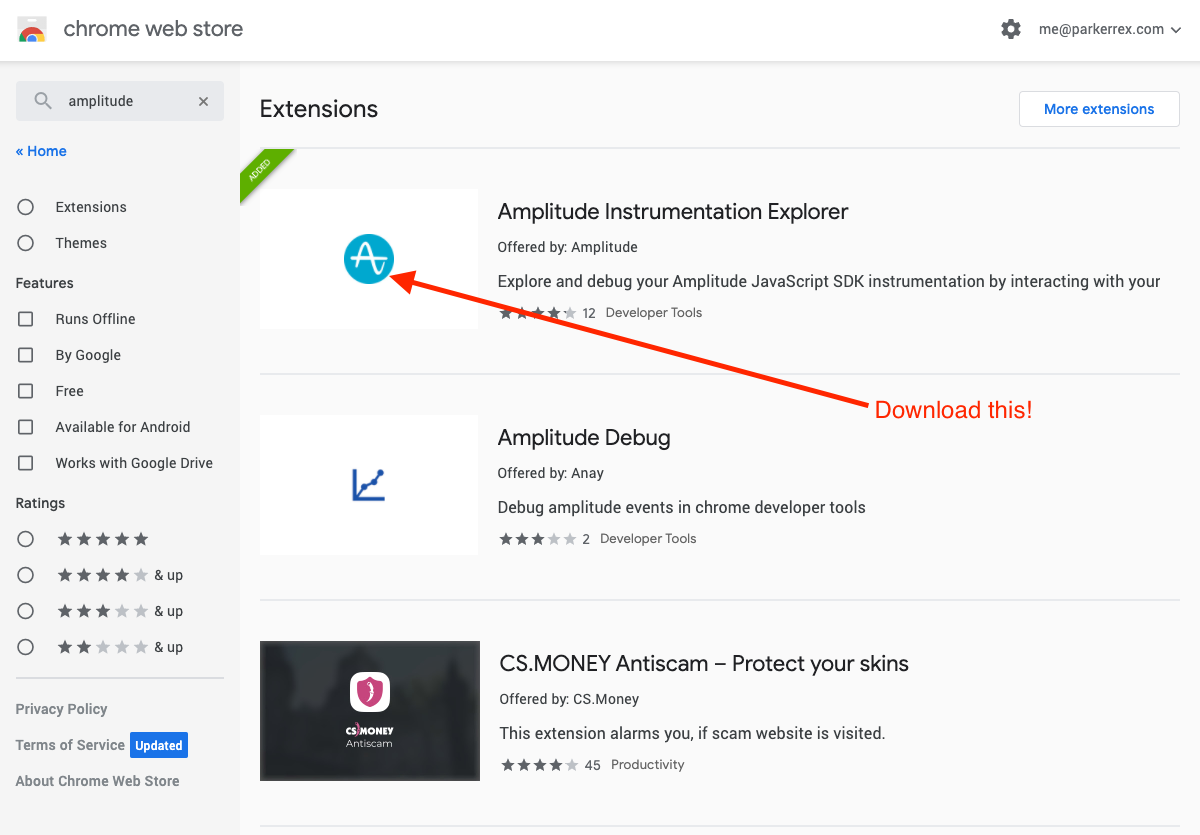 chrome web store
me@parkerrex.com
amplitude
« Home
Extensions
Themes
Features
Runs Offline
By Google
Free
Available for Android
Works with Google Drive
Ratings
& up
& up
& up
Privacy Policy
Terms of Service Updated
About Chrome Web Store
Extensions
More extensions
ADDED
Amplitude Instrumentation Explorer
Offered by: Amplitude
Explore and debug your Amplitude JavaScript SDK instrumentation by interacting with your
12 Developer Tools
Download this!
Amplitude Debug
Offered by: Anay
Debug amplitude events in chrome developer tools
2 Developer Tools
CS MONEY
Antiscam
CS.MONEY Antiscam – Protect your skins
Offered by: CS.Money
This extension alarms you, if scam website is visited.
45 Productivity